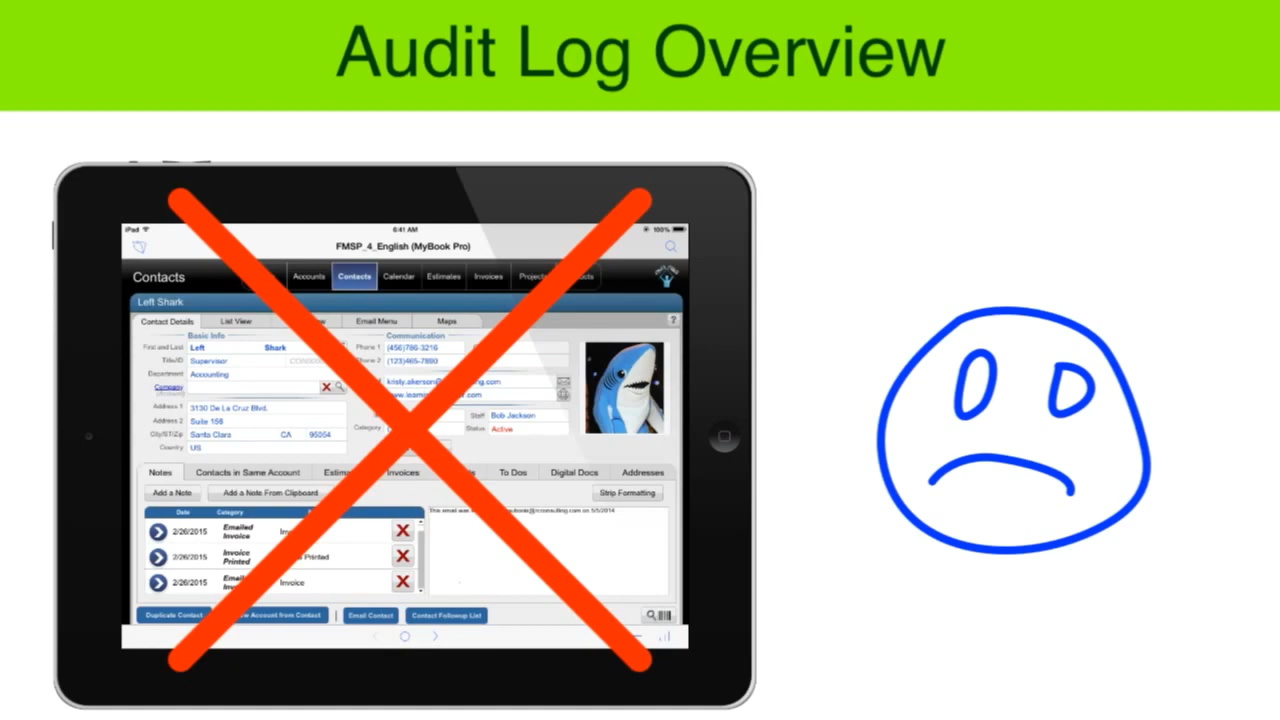 Audit Log Overview
iPad 6:41 AM 100%
FMSP_4_English (MyBook Pro)
Contacts Accounts Contacts Calendar Estimates Invoices
Left Shark
Contact Details List View Email Menu Maps ?
Basic Info Communication
First and Last Left Shark Phone 1 (456)786-3216
Title/ID Supervisor (123)465-7890
Department Accounting
Company
Address 1 3130 De La Cruz Blvd. Staff Bob Jackson
Address 2 Suite 156 Category Status Active
City/ST/Zip Santa Clara CA 95054
Country US
Notes Contacts in Same Account Invoices To Dos Digital Docs Addresses
Add a Note Add a Note From Clipboard Strip Formatting
Date Category
2/26/2015 Emailed Invoice
2/26/2015 Invoice Printed Printed
2/26/2015 Invoice
Duplicate Contact Account from Contact Email Contact Contact Followup List